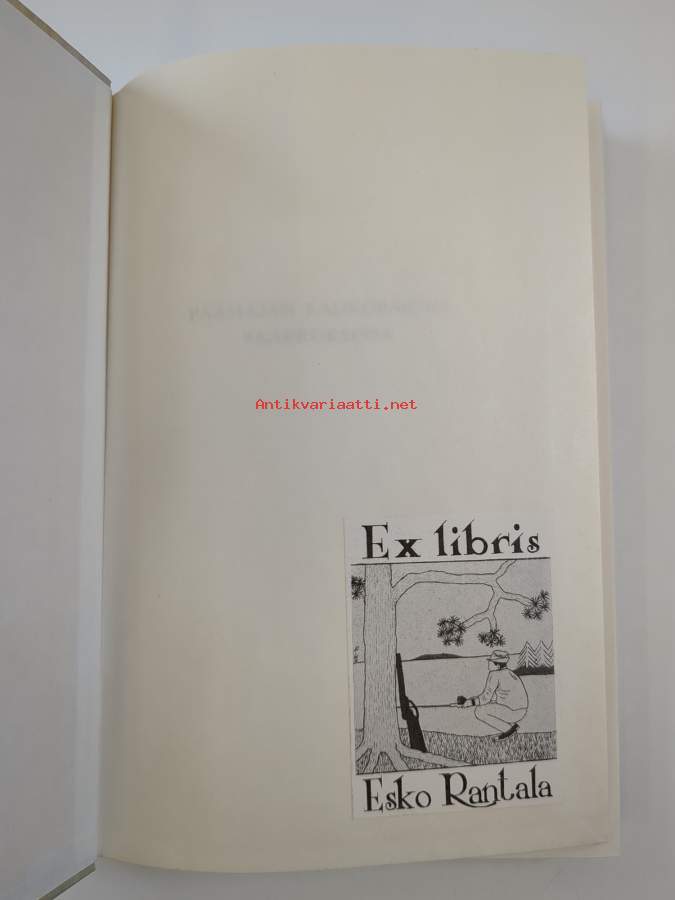 Antikvariaatti.net
Ex libris
Esko Rantala